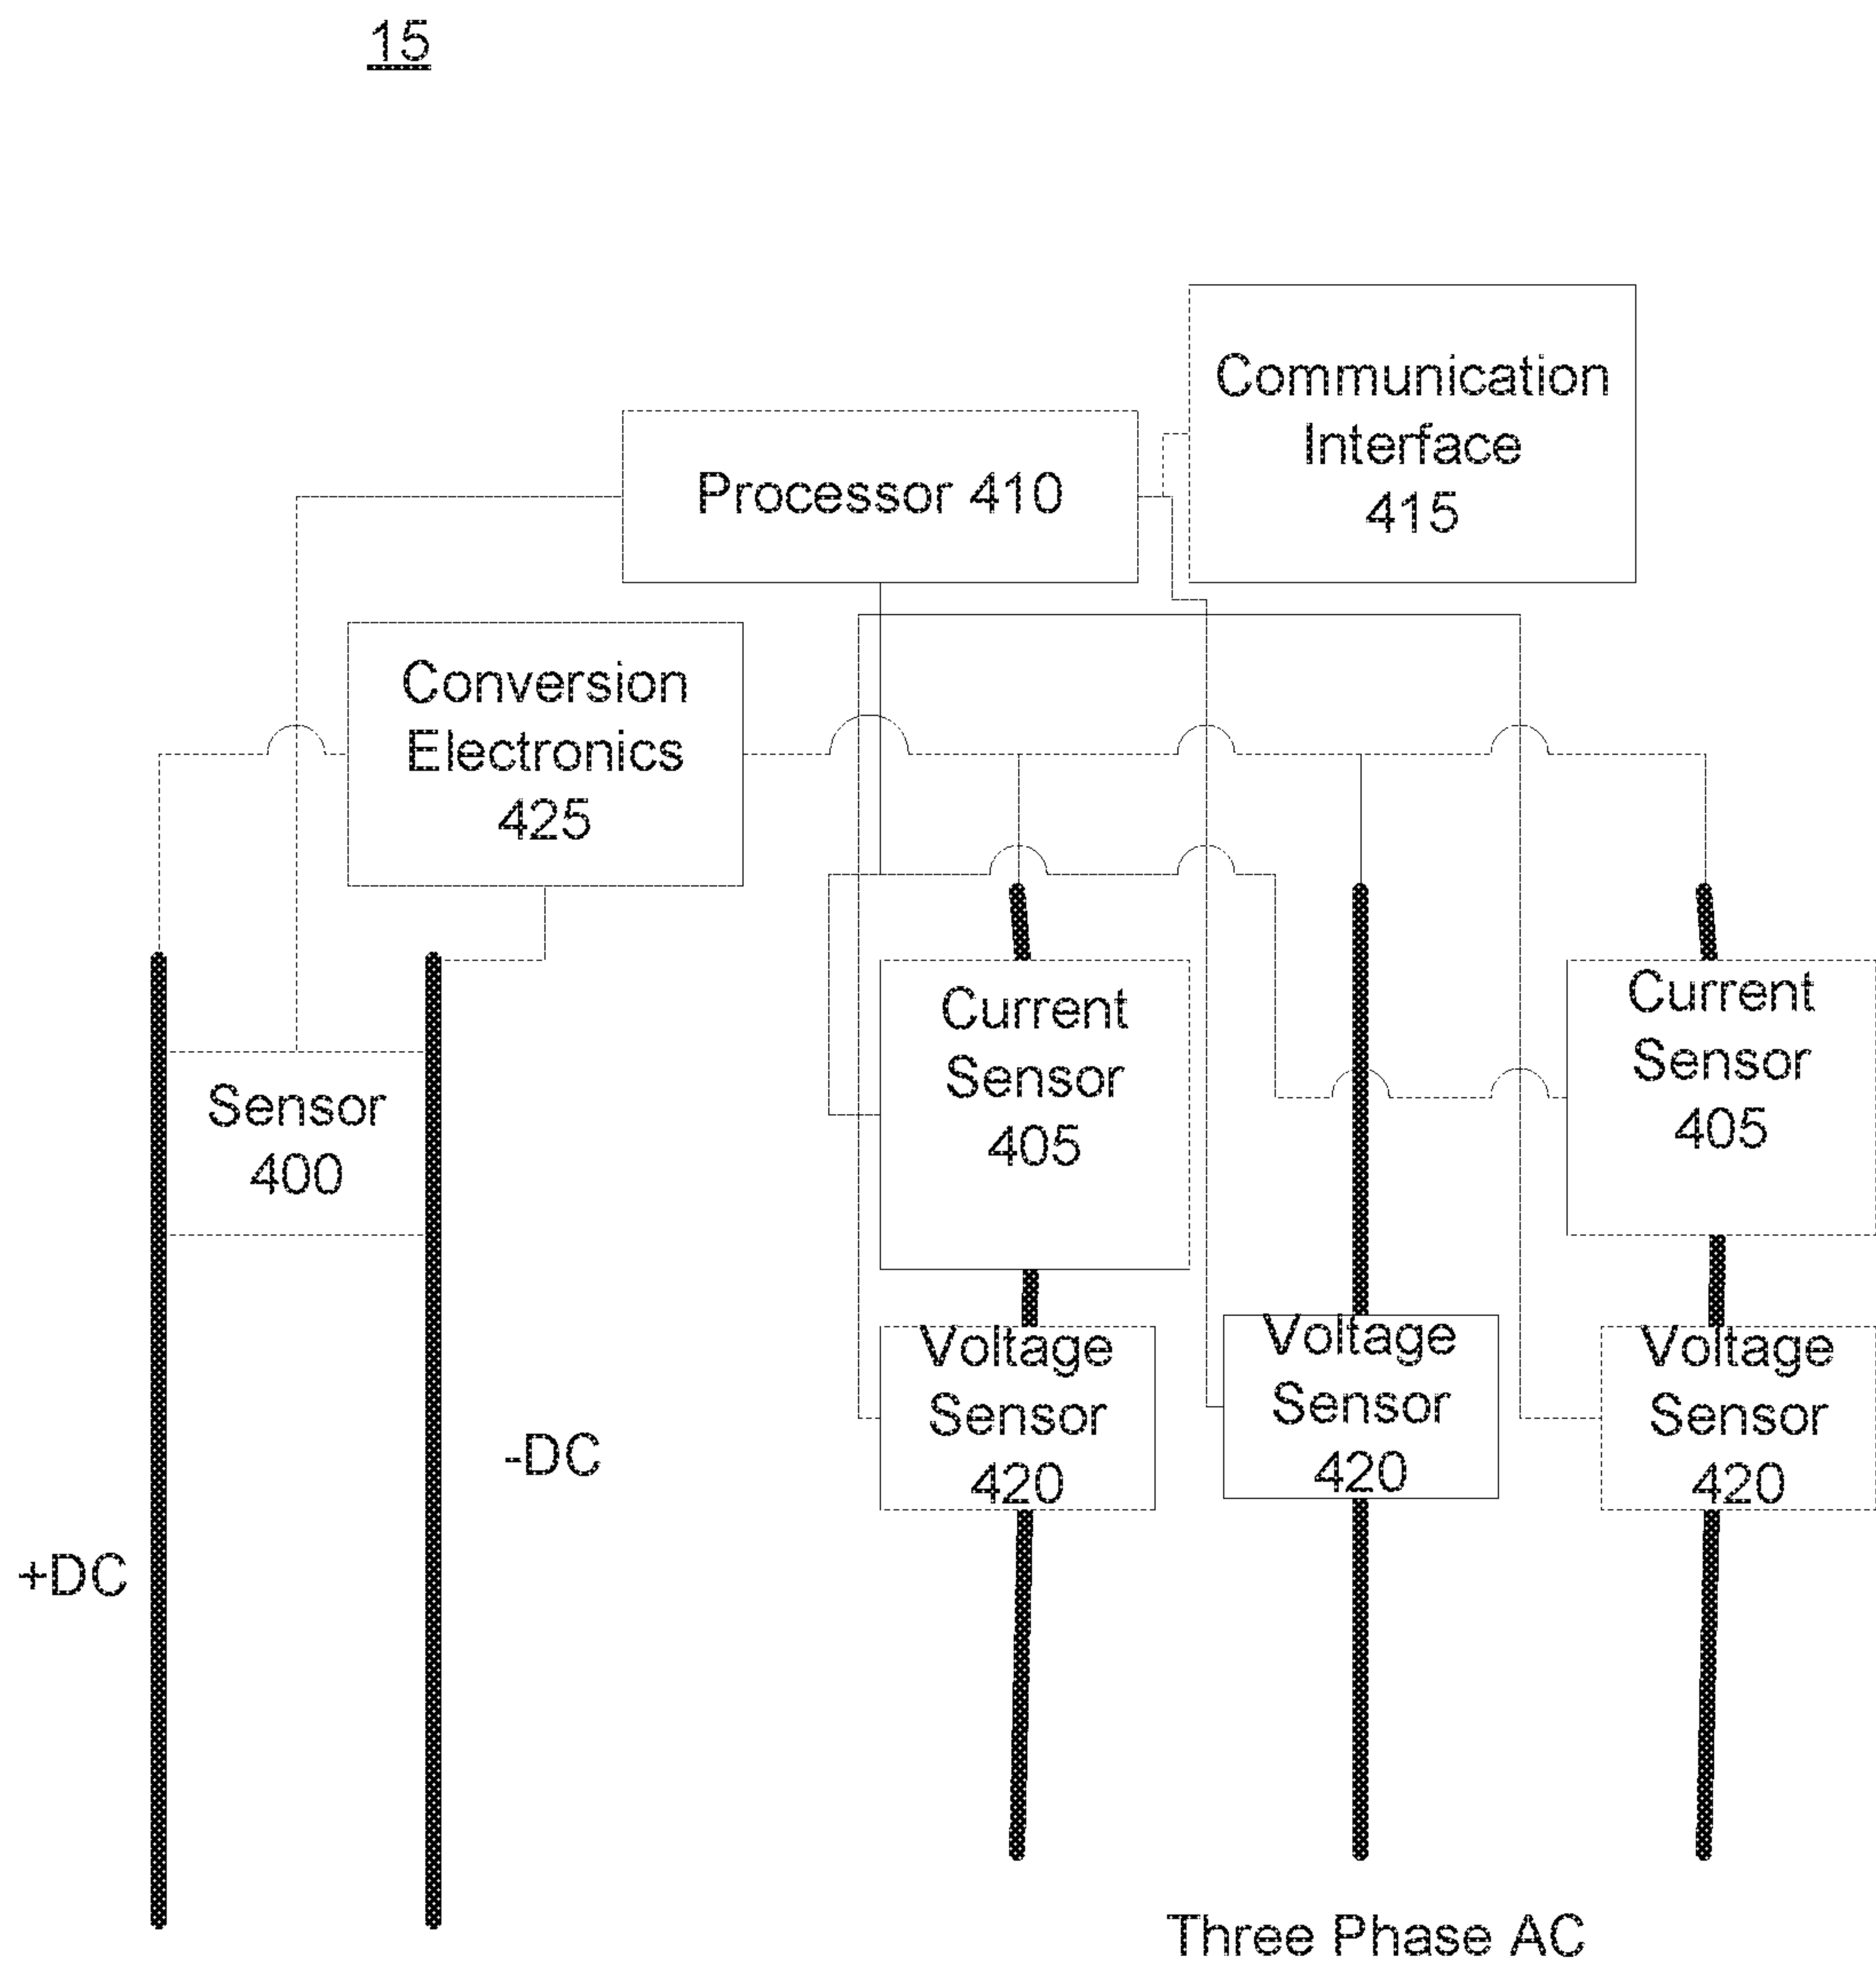 15
Communication
Interface
415
Processor 410
Conversion
Electronics
425
Current
Sensor
405
Current
Sensor
405
Sensor
400
Voltage
Sensor
420
Voltage
Sensor
420
Voltage
Sensor
420
-DC
+DC
Three Phase AC